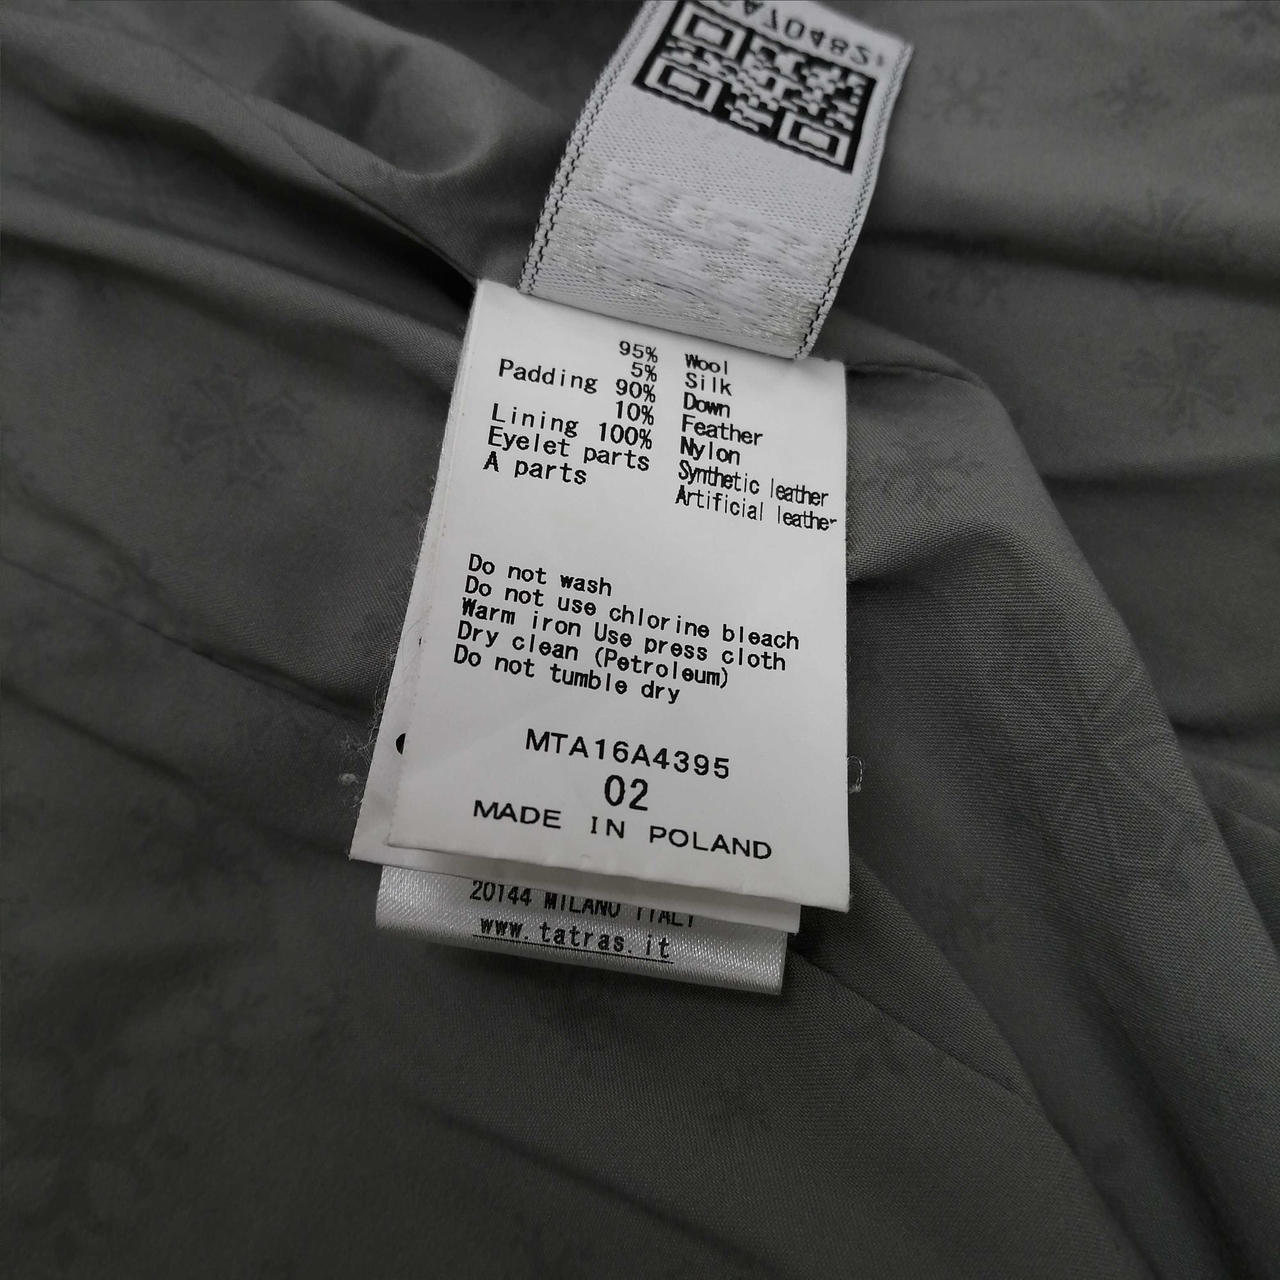 95% Wool
5% Silk
Padding 90% Down
10% Feather
Lining 100% Nylon
Eyelet parts Synthetic leather
A parts Artificial leather
Do not wash
Do not use chlorine bleach
Warm iron Use press cloth
Dry clean (Petroleum)
Do not tumble dry
MTA16A4395
02
MADE IN POLAND
20144 MILANO ITALY
www.tatras.it